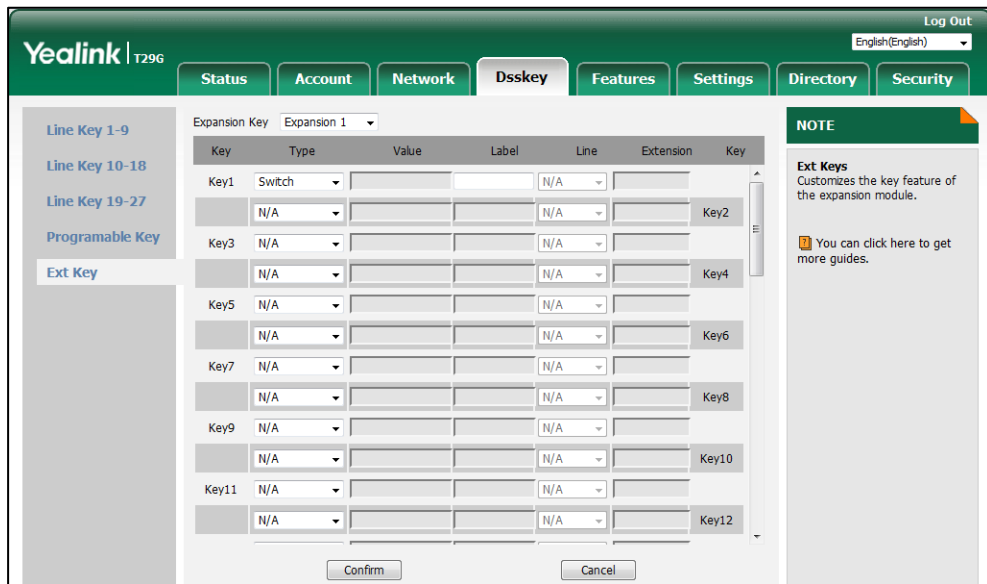 Log Out
Yealink | T29G
English(English)
Status Account Network Dsskey Features Settings Directory Security
Line Key 1-9
Line Key 10-18
Line Key 19-27
Programable Key
Ext Key
Expansion Key Expansion 1
Key Type Value Label Line Extension Key
Key1 Switch N/A
N/A N/A Key2
Key3 N/A N/A
N/A N/A Key4
Key5 N/A N/A
N/A N/A Key6
Key7 N/A N/A
N/A N/A Key8
Key9 N/A N/A
N/A N/A Key10
Key11 N/A N/A
N/A N/A Key12
Confirm Cancel
NOTE
Ext Keys
Customizes the key feature of
the expansion module.
? You can click here to get
more guides.